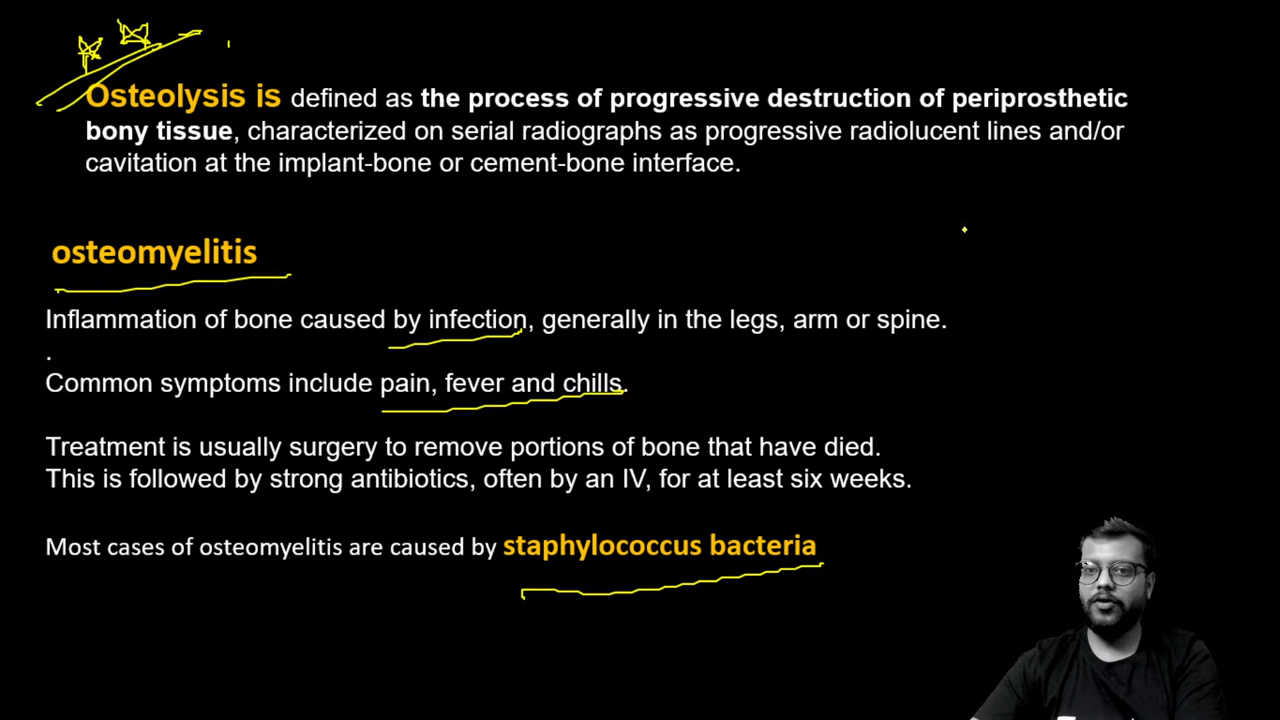 Osteolysis is defined as the process of progressive destruction of periprosthetic
bony tissue, characterized on serial radiographs as progressive radiolucent lines and/or
cavitation at the implant-bone or cement-bone interface.
osteomyelitis
Inflammation of bone caused by infection, generally in the legs, arm or spine.
.
Common symptoms include pain, fever and chills.
Treatment is usually surgery to remove portions of bone that have died.
This is followed by strong antibiotics, often by an IV, for at least six weeks.
Most cases of osteomyelitis are caused by staphylococcus bacteria